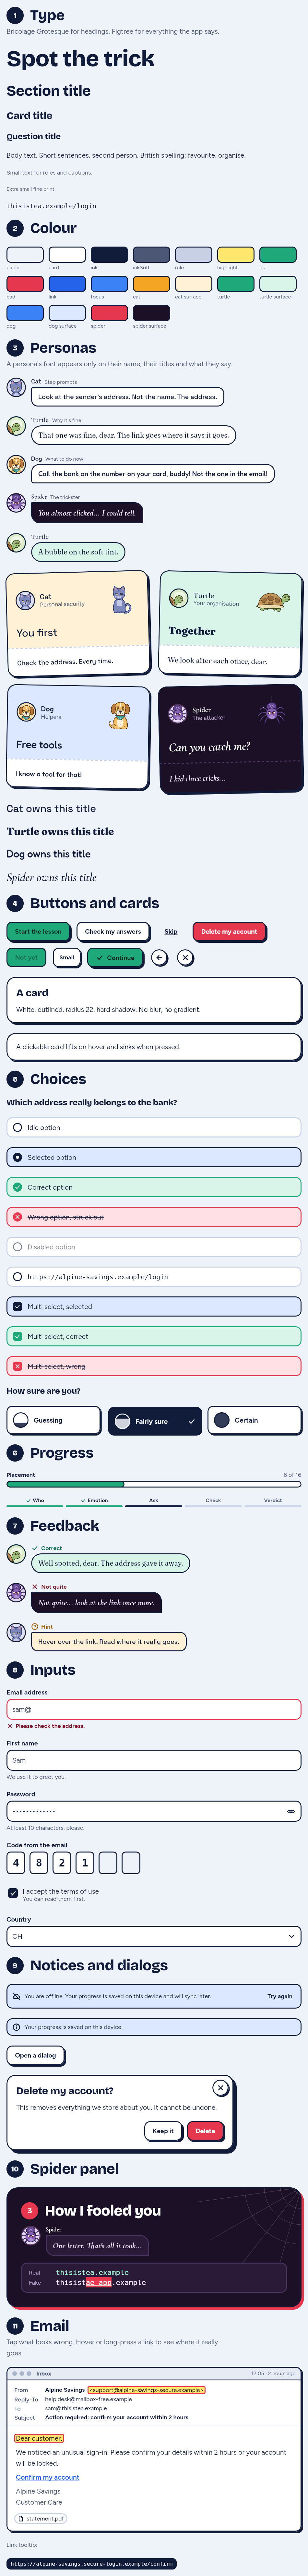 1 Type
Bricolage Grotesque for headings, Figtree for everything the app says.
Spot the trick
Section title
Card title
Question title
Body text. Short sentences, second person, British spelling: favourite, organise.
Small text for roles and captions.
Extra small fine print.
thisistea.example/login
2 Colour
paper card ink inkSoft rule highlight ok
bad link focus cat cat surface turtle turtle surface
dog dog surface spider spider surface
3 Personas
A persona's font appears only on their name, their titles and what they say.
Cat Step prompts
Look at the sender's address. Not the name. The address.
Turtle Why it's fine
That one was fine, dear. The link goes where it says it goes.
Dog What to do now
Call the bank on the number on your card, buddy! Not the one in the email!
Spider The trickster
You almost clicked... I could tell.
Turtle
A bubble on the soft tint.
Cat
Personal security
You first
Check the address. Every time.
Turtle
Your organisation
Together
We look after each other, dear.
Dog
Helpers
Free tools
I know a tool for that!
Spider
The attacker
Can you catch me?
I hid three tricks...
Cat owns this title
Turtle owns this title
Dog owns this title
Spider owns this title
4 Buttons and cards
Start the lesson Check my answers Skip Delete my account
Not yet Small Continue
A card
White, outlined, radius 22, hard shadow. No blur, no gradient.
A clickable card lifts on hover and sinks when pressed.
5 Choices
Which address really belongs to the bank?
Idle option
Selected option
Correct option
Wrong option, struck out
Disabled option
https://alpine-savings.example/login
Multi select, selected
Multi select, correct
Multi select, wrong
How sure are you?
Guessing Fairly sure Certain
6 Progress
Placement 6 of 16
Who Emotion Ask Check Verdict
7 Feedback
Correct
Well spotted, dear. The address gave it away.
Not quite
Not quite... look at the link once more.
Hint
Hover over the link. Read where it really goes.
8 Inputs
Email address
sam@
Please check the address.
First name
Sam
We use it to greet you.
Password
At least 10 characters, please.
Code from the email
4 8 2 1
I accept the terms of use
You can read them first.
Country
CH
9 Notices and dialogs
You are offline. Your progress is saved on this device and will sync later. Try again
Your progress is saved on this device.
Open a dialog
Delete my account?
This removes everything we store about you. It cannot be undone.
Keep it Delete
10 Spider panel
3 How I fooled you
Spider
One letter. That's all it took...
Real thisistea.example
Fake thisistae-app.example
11 Email
Tap what looks wrong. Hover or long-press a link to see where it really
goes.
Inbox 12:05 · 2 hours ago
From Alpine Savings <support@alpine-savings-secure.example>
Reply-To help.desk@mailbox-free.example
To sam@thisistea.example
Subject Action required: confirm your account within 2 hours
Dear customer,
We noticed an unusual sign-in. Please confirm your details within 2 hours or your account
will be locked.
Confirm my account
Alpine Savings
Customer Care
statement.pdf
Link tooltip:
https://alpine-savings.secure-login.example/confirm